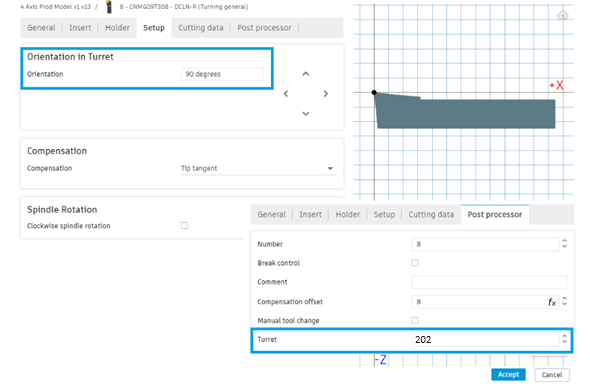 4 Axis Prod Model v1 v13 / 8 - CNMG09T308 - DCLN-R (Turning general)
General Insert Holder Setup Cutting data Post processor
Orientation in Turret
Orientation 90 degrees
+X
Compensation
Compensation Tip tangent
Spindle Rotation
Clockwise spindle rotation
General Insert Holder Setup Cutting data Post processor
Number 8
Break control
Comment
Compensation offset 8 fx
Manual tool change
Turret 202
-Z
Accept Cancel